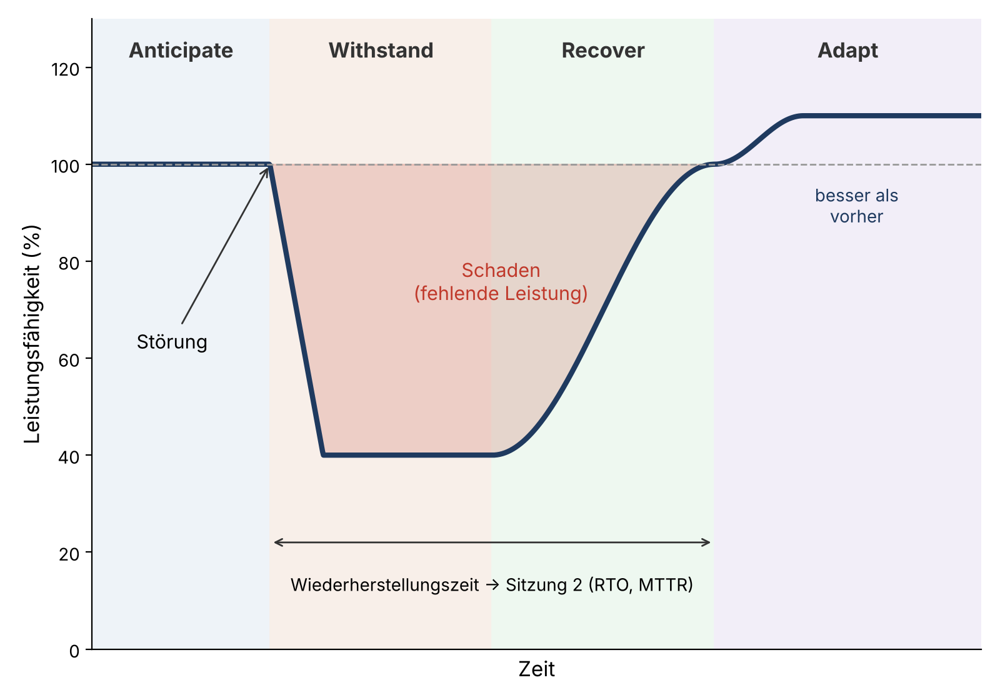 Anticipate
Withstand
Recover
Adapt
120
100
80
60
40
20
0
Leistungsfähigkeit (%)
Störung
besser als
vorher
Schaden
(fehlende Leistung)
Wiederherstellungszeit → Sitzung 2 (RTO, MTTR)
Zeit